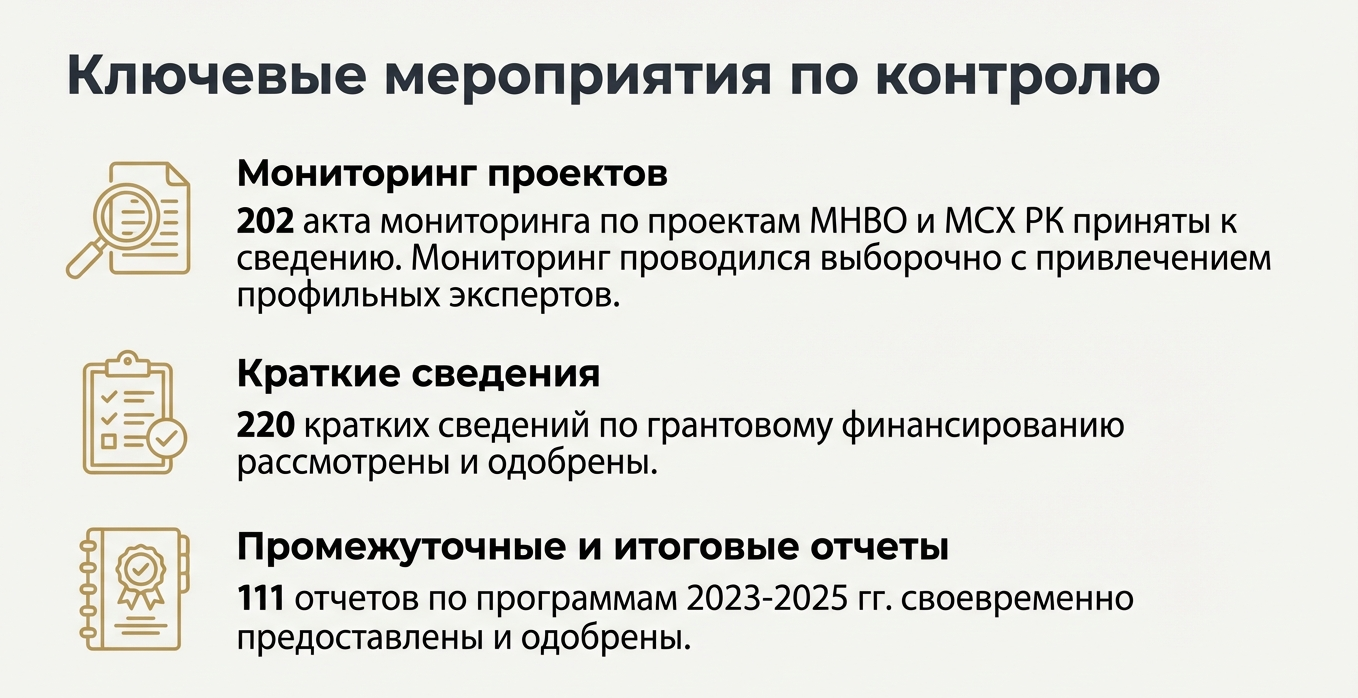 Ключевые мероприятия по контролю
Мониторинг проектов
202 акта мониторинга по проектам МНВО и МСХ РК приняты к
сведению. Мониторинг проводился выборочно с привлечением
профильных экспертов.
Краткие сведения
220 кратких сведений по грантовому финансированию
рассмотрены и одобрены.
Промежуточные и итоговые отчеты
111 отчетов по программам 2023-2025 гг. своевременно
предоставлены и одобрены.